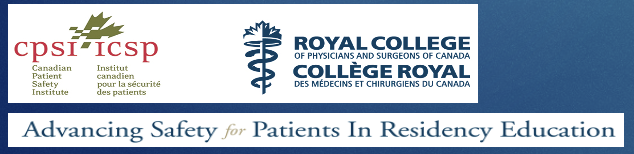 cpsi icsp
Canadian Patient Safety Institute
Institut canadien pour la sécurité des patients
ROYAL COLLEGE
OF PHYSICIANS AND SURGEONS OF CANADA
COLLÈGE ROYAL
DES MÉDECINS ET CHIRURGIENS DU CANADA
Advancing Safety for Patients In Residency Education